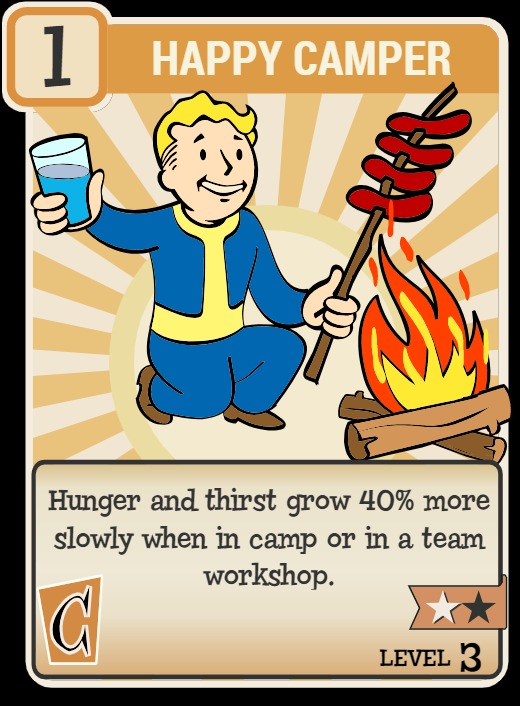 1
HAPPY CAMPER
Hunger and thirst grow 40% more
slowly when in camp or in a team
workshop.
C
LEVEL 3